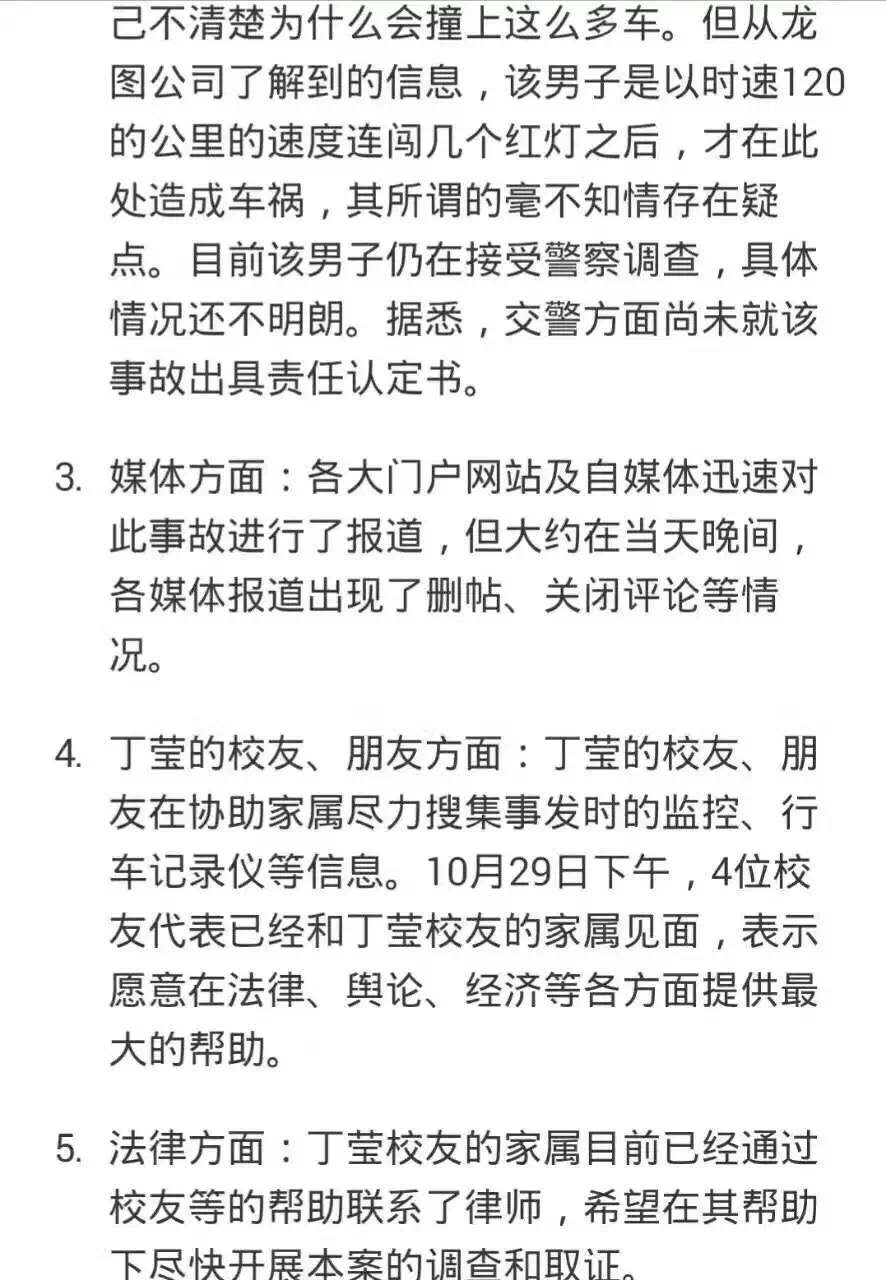 己不清楚为什么会撞上这么多车。但从龙
图公司了解到的信息，该男子是以时速120
的公里的速度连闯几个红灯之后，才在此
处造成车祸，其所谓的毫不知情存在疑
点。目前该男子仍在接受警察调查，具体
情况还不明朗。据悉，交警方面尚未就该
事故出具责任认定书。
3. 媒体方面：各大门户网站及自媒体迅速对
此事故进行了报道，但大约在当天晚间，
各媒体报道出现了删帖、关闭评论等情
况。
4. 丁莹的校友、朋友方面：丁莹的校友、朋
友在协助家属尽力搜集事发时的监控、行
车记录仪等信息。10月29日下午，4位校
友代表已经和丁莹校友的家属见面，表示
愿意在法律、舆论、经济等各方面提供最
大的帮助。
5. 法律方面：丁莹校友的家属目前已经通过
校友等的帮助联系了律师，希望在其帮助
下尽快开展本案的调查和取证。